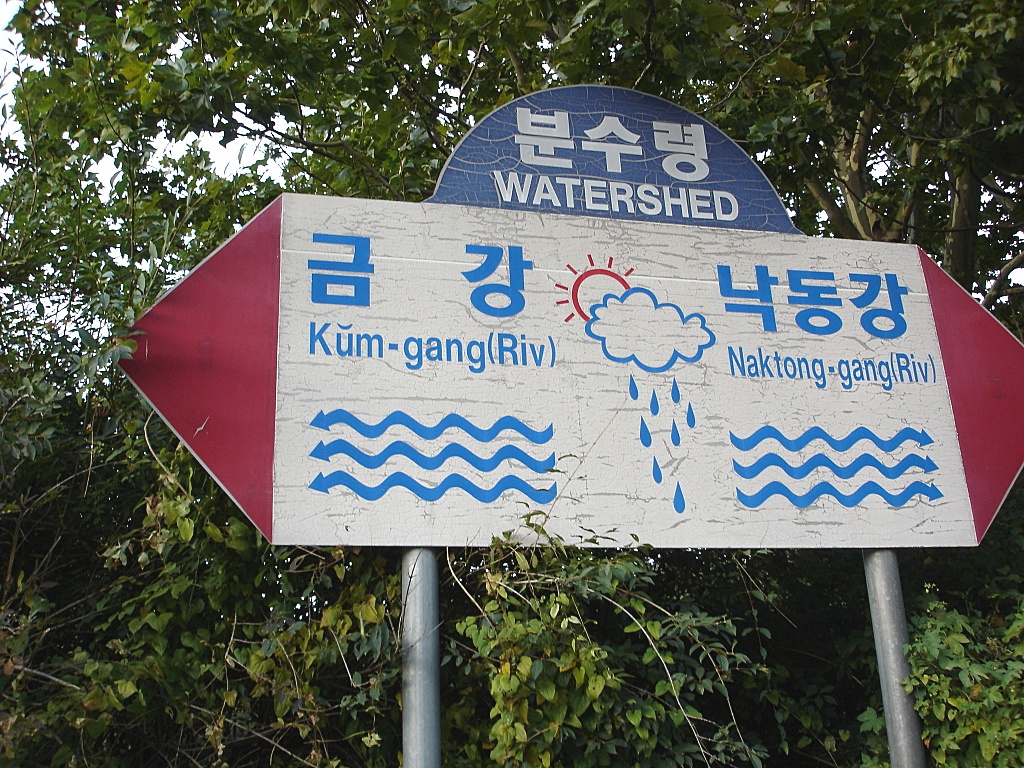 분수령
WATERSHED
금 강
Kŭm-gang(Riv)
낙동강
Naktong-gang(Riv)